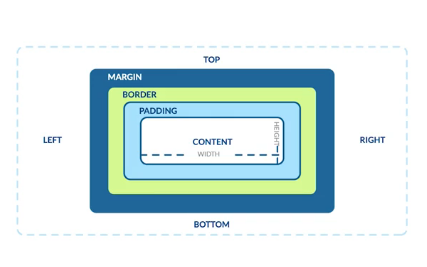 TOP
MARGIN
BORDER
PADDING
HEIGHT
LEFT
CONTENT
RIGHT
WIDTH
BOTTOM